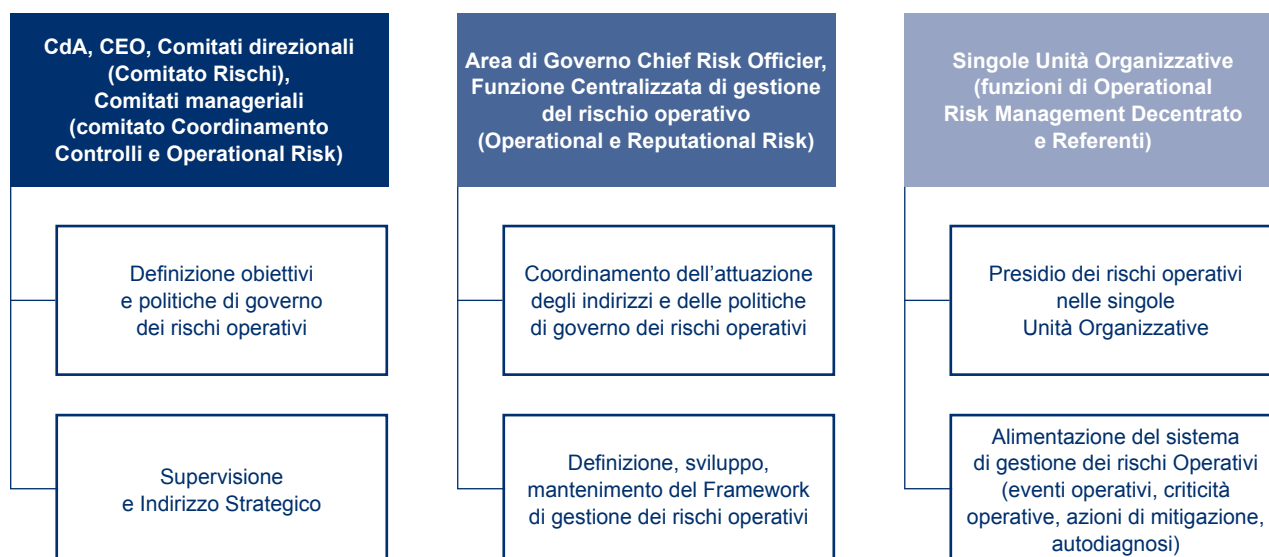 CdA, CEO, Comitati direzionali
(Comitato Rischi),
Comitati manageriali
(comitato Coordinamento
Controlli e Operational Risk)
Definizione obiettivi
e politiche di governo
dei rischi operativi
Supervisione
e Indirizzo Strategico
Area di Governo Chief Risk Officier,
Funzione Centralizzata di gestione
del rischio operativo
(Operational e Reputational Risk)
Coordinamento dell’attuazione
degli indirizzi e delle politiche
di governo dei rischi operativi
Definizione, sviluppo,
mantenimento del Framework
di gestione dei rischi operativi
Singole Unità Organizzative
(funzioni di Operational
Risk Management Decentrato
e Referenti)
Presidio dei rischi operativi
nelle singole
Unità Organizzative
Alimentazione del sistema
di gestione dei rischi Operativi
(eventi operativi, criticità
operative, azioni di mitigazione,
autodiagnosi)